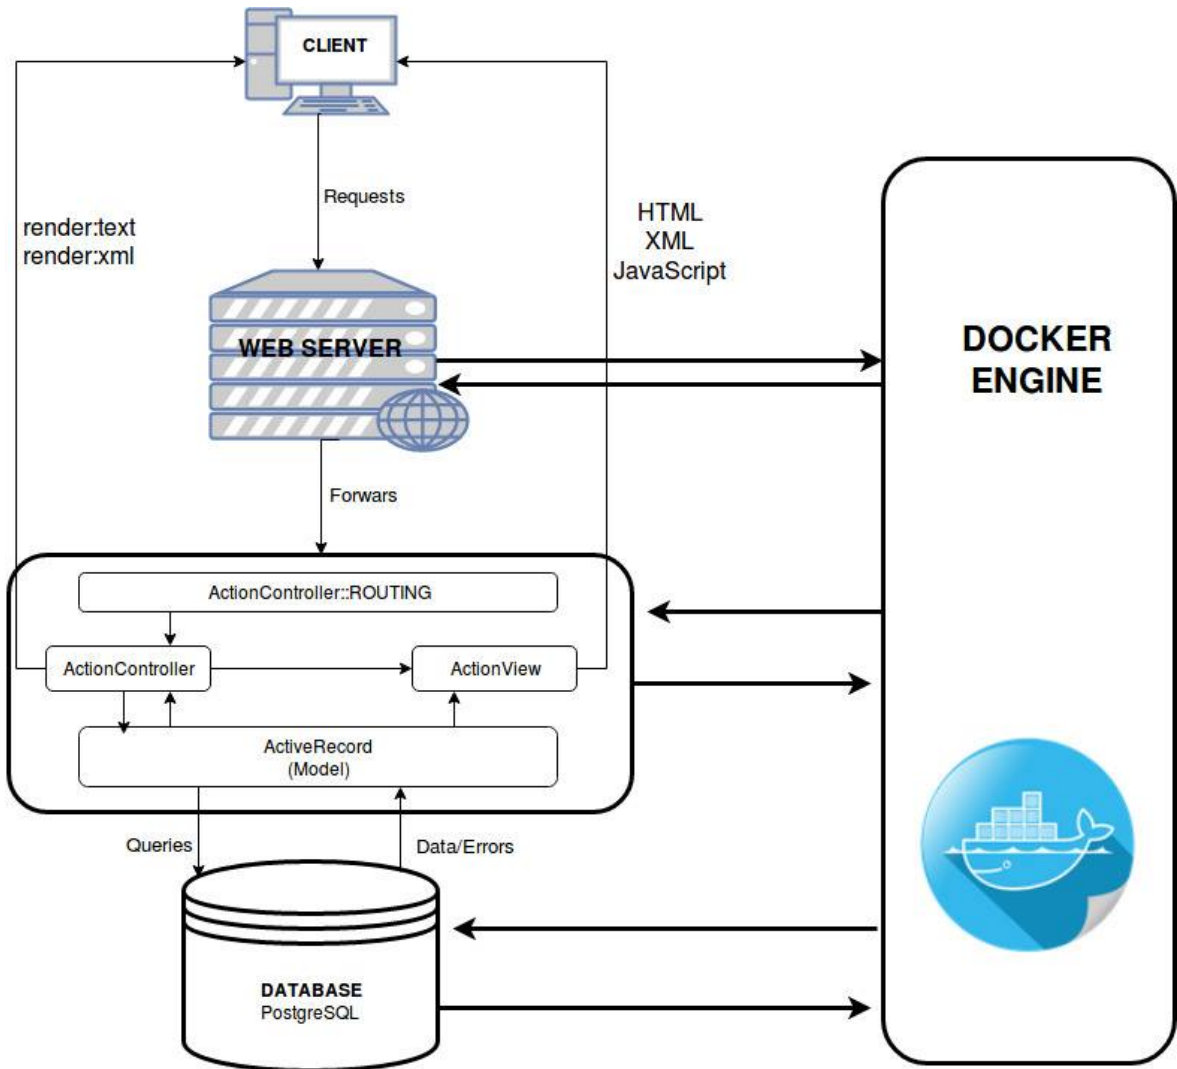 CLIENT
Requests
render:text
render:xml
HTML
XML
JavaScript
WEB SERVER
DOCKER
ENGINE
Forwars
ActionController::ROUTING
ActionController
ActionView
ActiveRecord
(Model)
Queries
Data/Errors
DATABASE
PostgreSQL